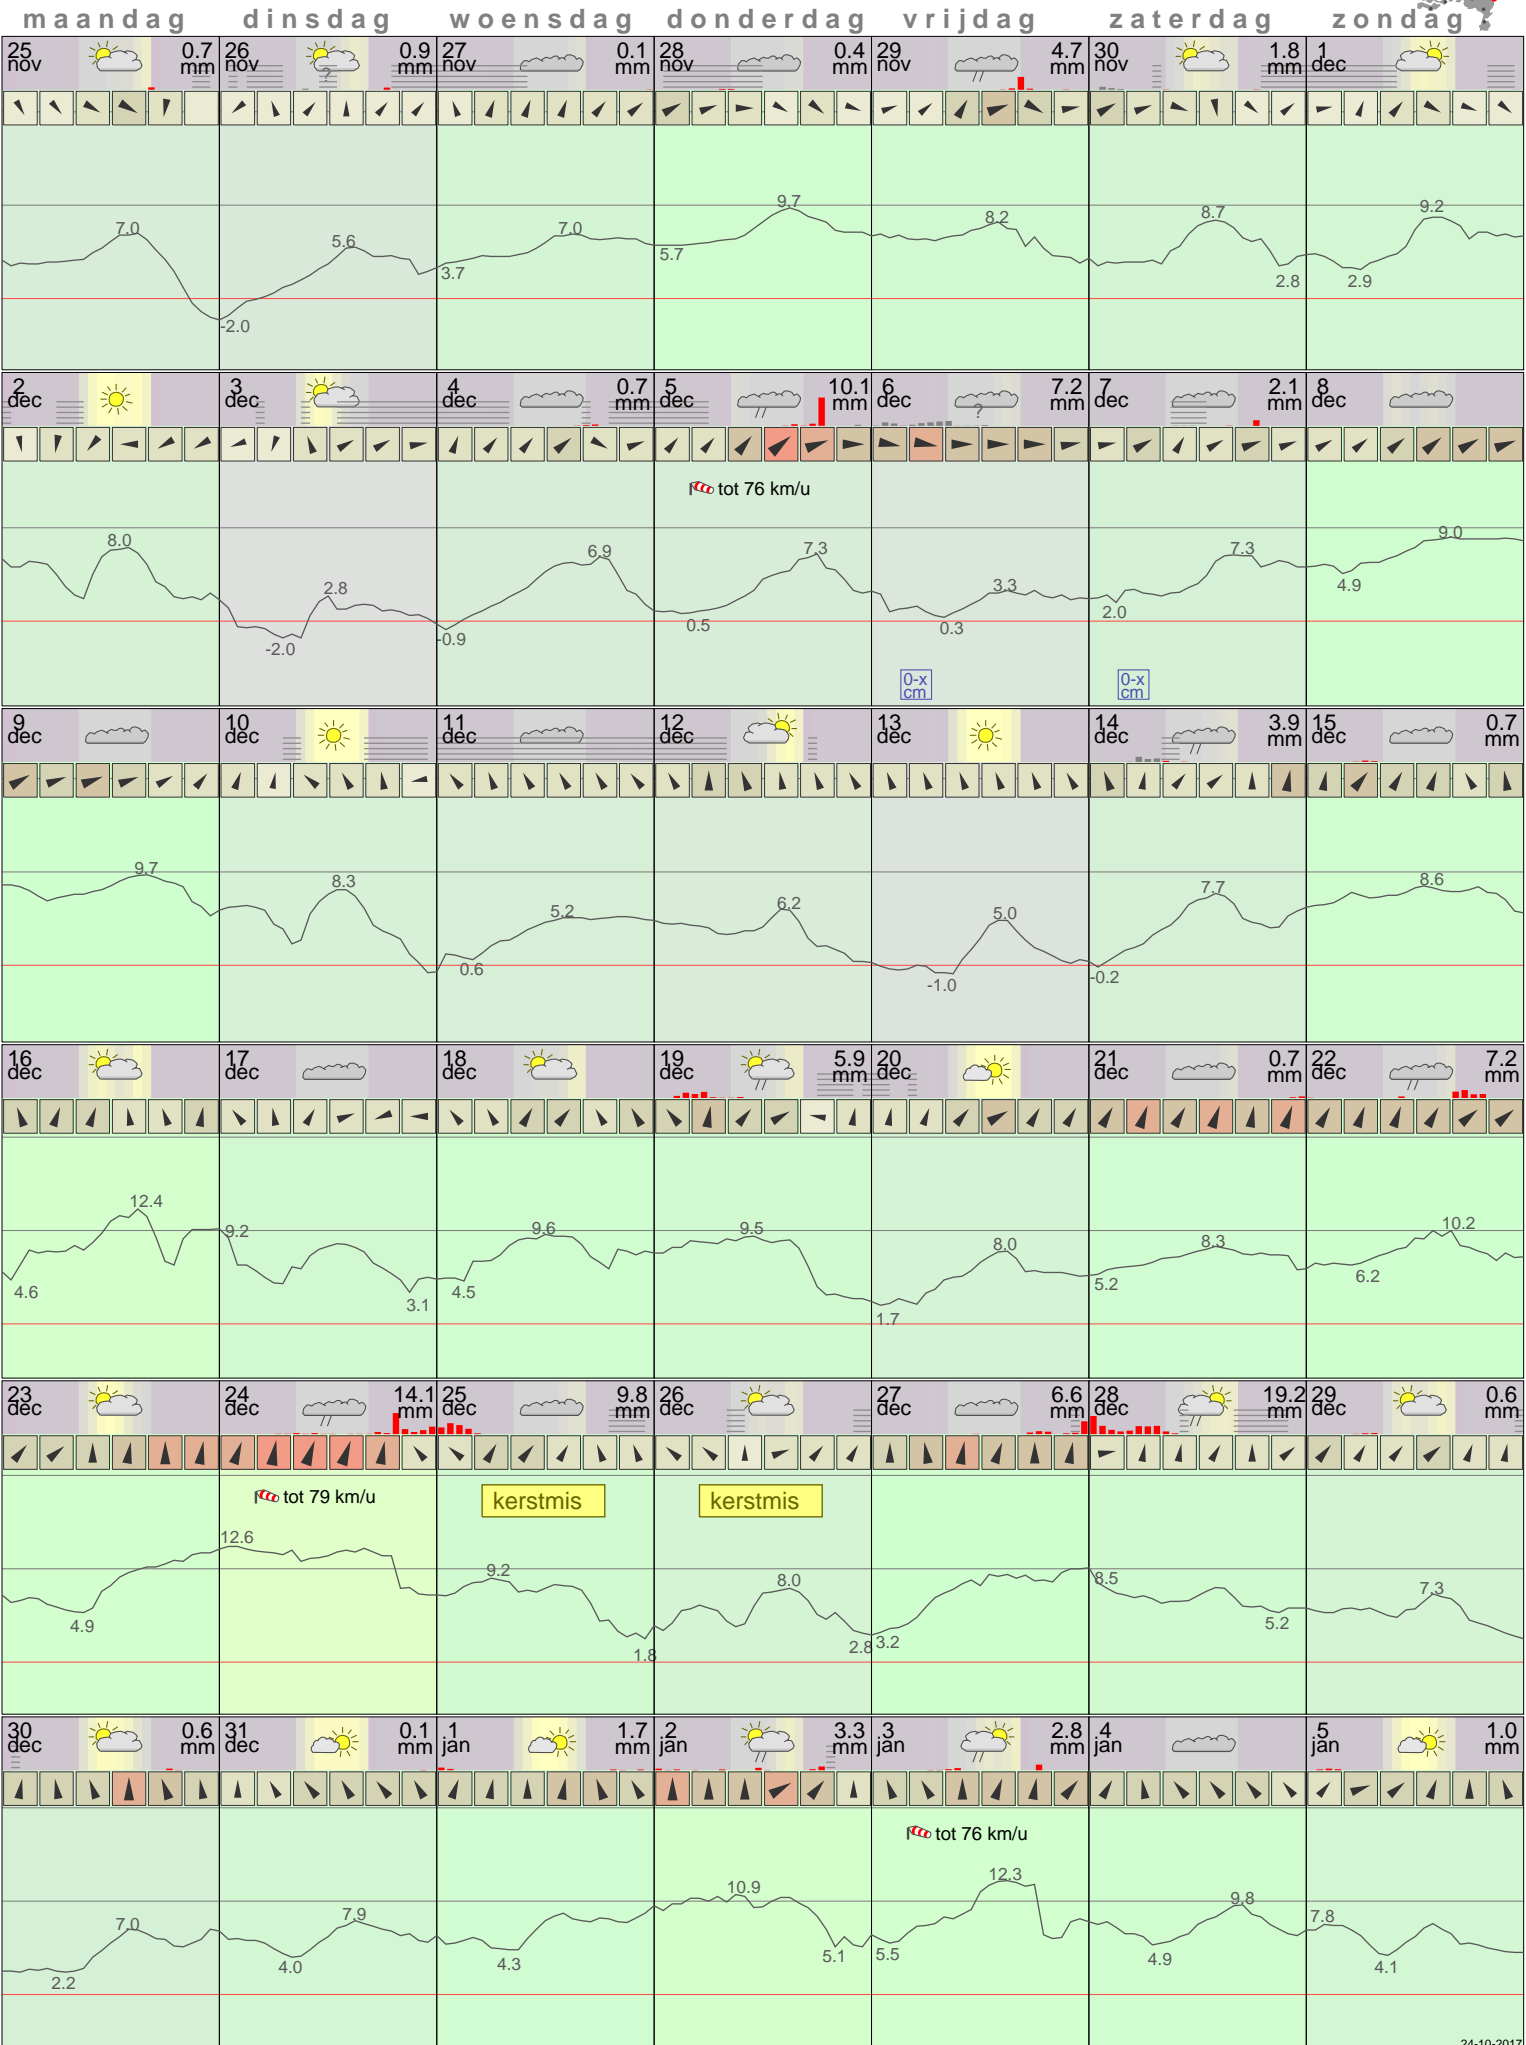 maandag dinsdag woensdag donderdag vrijdag zaterdag zondag
25 nov 0.7 mm
26 nov ? 0.9 mm
27 nov 0.1 mm
28 nov 0.4 mm
29 nov 4.7 mm
30 nov 1.8 mm
1 dec
7.0 -2.0 5.6 3.7 7.0 5.7 9.7 8.2 8.7 2.8 2.9 9.2
2 dec
3 dec
4 dec 0.7 mm
5 dec 10.1 mm
6 dec ? 7.2 mm
7 dec 2.1 mm
8 dec
tot 76 km/u
8.0 -2.0 2.8 -0.9 6.9 0.5 7.3 0.3 3.3 2.0 7.3 4.9 9.0
0-x cm
0-x cm
9 dec
10 dec
11 dec
12 dec
13 dec
14 dec 3.9 mm
15 dec 0.7 mm
9.7 8.3 0.6 5.2 6.2 -1.0 5.0 -0.2 7.7 8.6
16 dec
17 dec
18 dec
19 dec 5.9 mm
20 dec
21 dec 0.7 mm
22 dec 7.2 mm
4.6 12.4 9.2 3.1 4.5 9.6 9.5 1.7 8.0 5.2 8.3 6.2 10.2
23 dec
24 dec 14.1 mm
25 dec 9.8 mm
26 dec
27 dec 6.6 mm
28 dec 19.2 mm
29 dec 0.6 mm
tot 79 km/u
kerstmis
kerstmis
4.9 12.6 9.2 1.8 8.0 2.8 3.2 8.5 5.2 7.3
30 dec 0.6 mm
31 dec 0.1 mm
1 jan 1.7 mm
2 jan 3.3 mm
3 jan 2.8 mm
4 jan
5 jan 1.0 mm
tot 76 km/u
2.2 7.0 4.0 7.9 4.3 10.9 5.1 5.5 12.3 4.9 9.8 7.8 4.1
24-10-2017